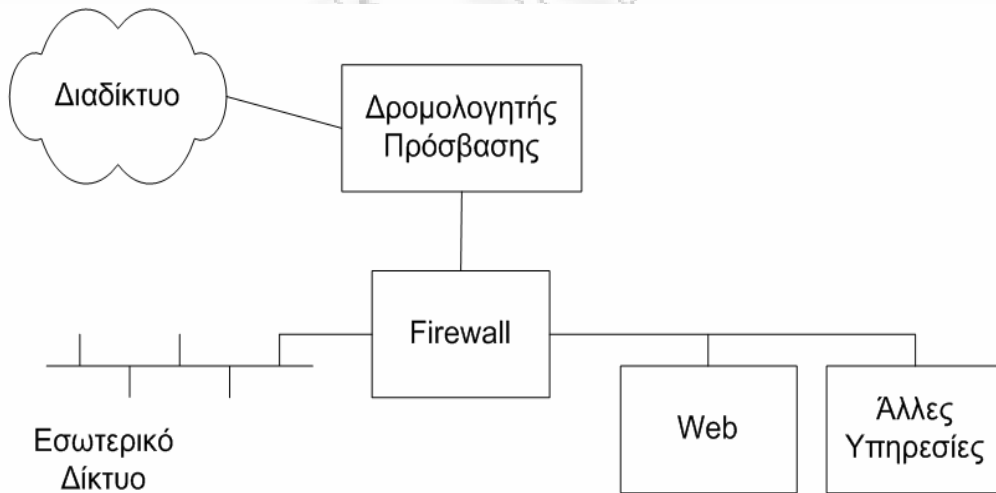 Διαδίκτυο
Δρομολογητής
Πρόσβασης
Firewall
Εσωτερικό
Δίκτυο
Web
Άλλες
Υπηρεσίες